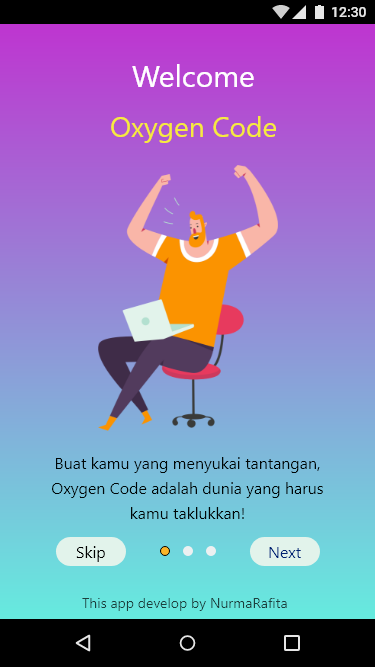 12:30
Welcome
Oxygen Code
Buat kamu yang menyukai tantangan,
Oxygen Code adalah dunia yang harus
kamu taklukkan!
Skip
Next
This app develop by NurmaRafita